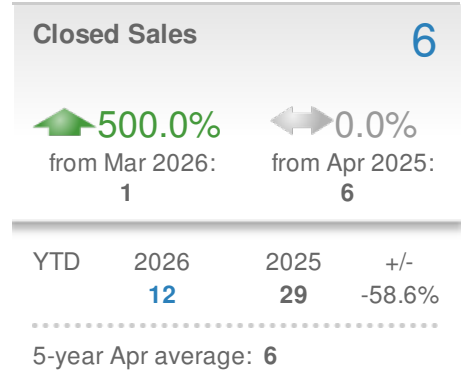 Closed Sales 6
500.0% 0.0%
from Mar 2026: from Apr 2025:
1 6
YTD 2026 2025 +/-
12 29 -58.6%
5-year Apr average: 6